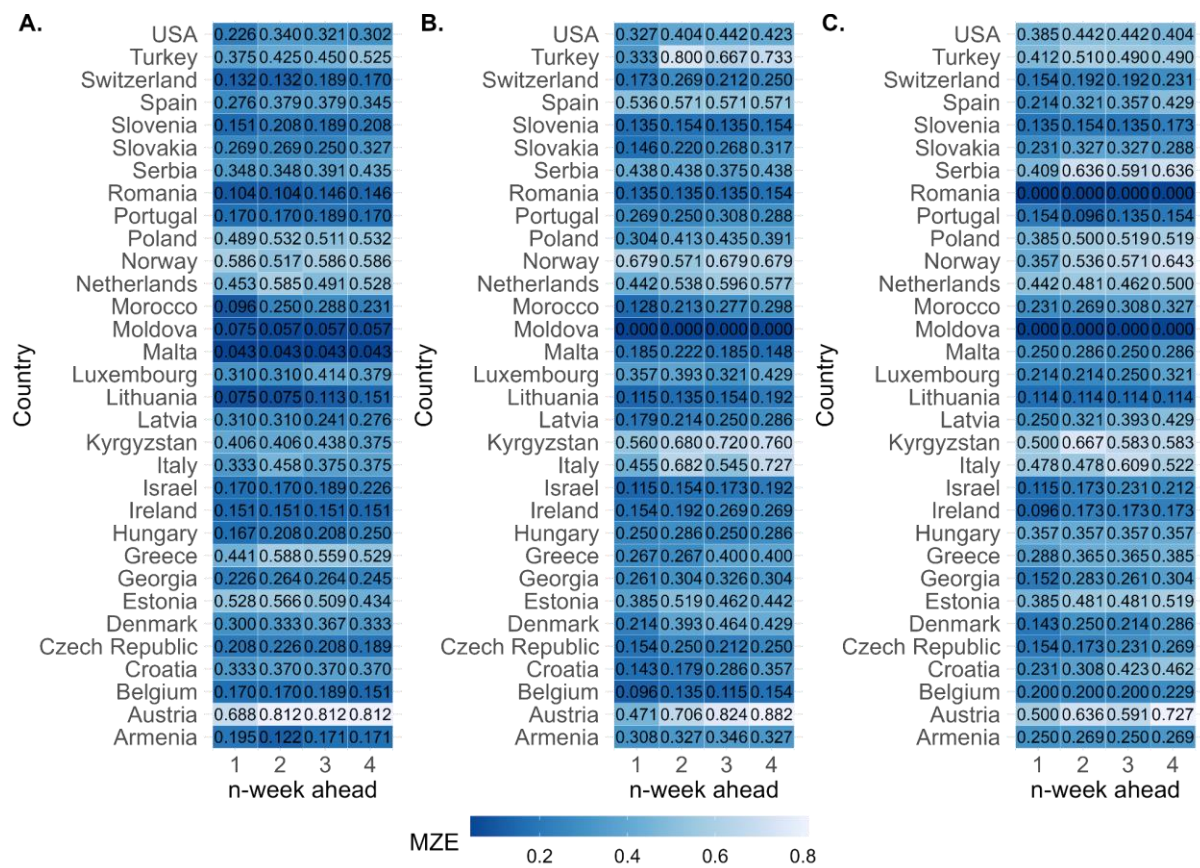 A. B. C.
USA 0.226 0.340 0.321 0.302 USA 0.327 0.404 0.442 0.423 USA 0.385 0.442 0.442 0.404
Turkey 0.375 0.425 0.450 0.525 Turkey 0.333 0.800 0.667 0.733 Turkey 0.412 0.510 0.490 0.490
Switzerland 0.132 0.132 0.189 0.170 Switzerland 0.173 0.269 0.212 0.250 Switzerland 0.154 0.192 0.192 0.231
Spain 0.276 0.379 0.379 0.345 Spain 0.536 0.571 0.571 0.571 Spain 0.214 0.321 0.357 0.429
Slovenia 0.151 0.208 0.189 0.208 Slovenia 0.135 0.154 0.135 0.154 Slovenia 0.135 0.154 0.135 0.173
Slovakia 0.269 0.269 0.250 0.327 Slovakia 0.146 0.220 0.268 0.317 Slovakia 0.231 0.327 0.327 0.288
Serbia 0.348 0.348 0.391 0.435 Serbia 0.438 0.438 0.375 0.438 Serbia 0.409 0.636 0.591 0.636
Romania 0.104 0.104 0.146 0.146 Romania 0.135 0.135 0.135 0.154 Romania 0.000 0.000 0.000 0.000
Portugal 0.170 0.170 0.189 0.170 Portugal 0.269 0.250 0.308 0.288 Portugal 0.154 0.096 0.135 0.154
Poland 0.489 0.532 0.511 0.532 Poland 0.304 0.413 0.435 0.391 Poland 0.385 0.500 0.519 0.519
Norway 0.586 0.517 0.586 0.586 Norway 0.679 0.571 0.679 0.679 Norway 0.357 0.536 0.571 0.643
Netherlands 0.453 0.585 0.491 0.528 Netherlands 0.442 0.538 0.596 0.577 Netherlands 0.442 0.481 0.462 0.500
Morocco 0.096 0.250 0.288 0.231 Morocco 0.128 0.213 0.277 0.298 Morocco 0.231 0.269 0.308 0.327
Moldova 0.075 0.057 0.057 0.057 Moldova 0.000 0.000 0.000 0.000 Moldova 0.000 0.000 0.000 0.000
Malta 0.043 0.043 0.043 0.043 Malta 0.185 0.222 0.185 0.148 Malta 0.250 0.286 0.250 0.286
Luxembourg 0.310 0.310 0.414 0.379 Luxembourg 0.357 0.393 0.321 0.429 Luxembourg 0.214 0.214 0.250 0.321
Lithuania 0.075 0.075 0.113 0.151 Lithuania 0.115 0.135 0.154 0.192 Lithuania 0.114 0.114 0.114 0.114
Latvia 0.310 0.310 0.241 0.276 Latvia 0.179 0.214 0.250 0.286 Latvia 0.250 0.321 0.393 0.429
Kyrgyzstan 0.406 0.406 0.438 0.375 Kyrgyzstan 0.560 0.680 0.720 0.760 Kyrgyzstan 0.500 0.667 0.583 0.583
Italy 0.333 0.458 0.375 0.375 Italy 0.455 0.682 0.545 0.727 Italy 0.478 0.478 0.609 0.522
Israel 0.170 0.170 0.189 0.226 Israel 0.115 0.154 0.173 0.192 Israel 0.115 0.173 0.231 0.212
Ireland 0.151 0.151 0.151 0.151 Ireland 0.154 0.192 0.269 0.269 Ireland 0.096 0.173 0.173 0.173
Hungary 0.167 0.208 0.208 0.250 Hungary 0.250 0.286 0.250 0.286 Hungary 0.357 0.357 0.357 0.357
Greece 0.441 0.588 0.559 0.529 Greece 0.267 0.267 0.400 0.400 Greece 0.288 0.365 0.365 0.385
Georgia 0.226 0.264 0.264 0.245 Georgia 0.261 0.304 0.326 0.304 Georgia 0.152 0.283 0.261 0.304
Estonia 0.528 0.566 0.509 0.434 Estonia 0.385 0.519 0.462 0.442 Estonia 0.385 0.481 0.481 0.519
Denmark 0.300 0.333 0.367 0.333 Denmark 0.214 0.393 0.464 0.429 Denmark 0.143 0.250 0.214 0.286
Czech Republic 0.208 0.226 0.208 0.189 Czech Republic 0.154 0.250 0.212 0.250 Czech Republic 0.154 0.173 0.231 0.269
Croatia 0.333 0.370 0.370 0.370 Croatia 0.143 0.179 0.286 0.357 Croatia 0.231 0.308 0.423 0.462
Belgium 0.170 0.170 0.189 0.151 Belgium 0.096 0.135 0.115 0.154 Belgium 0.200 0.200 0.200 0.229
Austria 0.688 0.812 0.812 0.812 Austria 0.471 0.706 0.824 0.882 Austria 0.500 0.636 0.591 0.727
Armenia 0.195 0.122 0.171 0.171 Armenia 0.308 0.327 0.346 0.327 Armenia 0.250 0.269 0.250 0.269
Country Country Country
1 2 3 4 1 2 3 4 1 2 3 4
n-week ahead n-week ahead n-week ahead
MZE
0.2 0.4 0.6 0.8